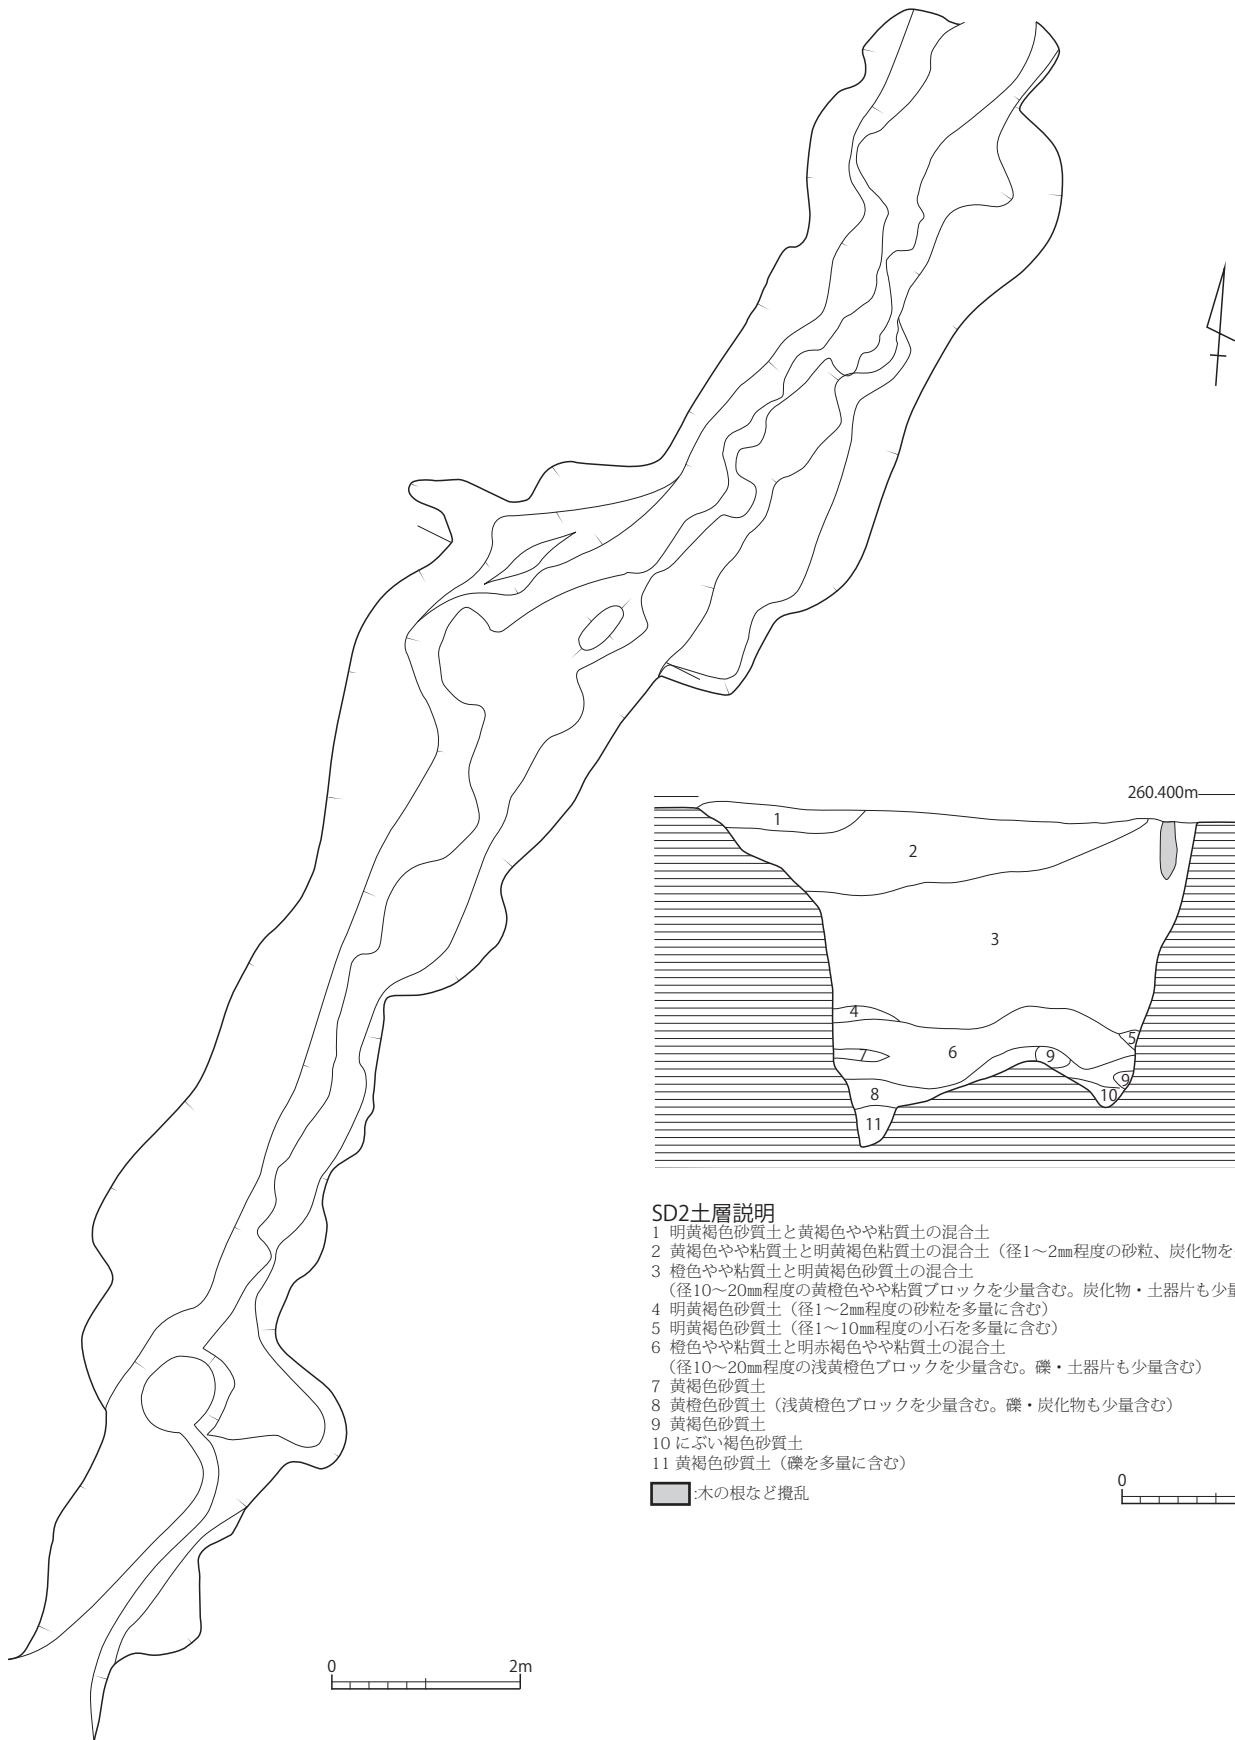 260.400m
1
2
3
4
5
6
7
9
9
8
10
11
SD2土層説明
1 明黄褐色砂質土と黄褐色やや粘質土の混合土
2 黄褐色やや粘質土と明黄褐色粘質土の混合土（径1～2㎜程度の砂粒、炭化物を
3 橙色やや粘質土と明黄褐色砂質土の混合土
（径10～20㎜程度の黄橙色やや粘質ブロックを少量含む。炭化物・土器片も少量
4 明黄褐色砂質土（径1～2㎜程度の砂粒を多量に含む）
5 明黄褐色砂質土（径1～10㎜程度の小石を多量に含む）
6 橙色やや粘質土と明赤褐色やや粘質土の混合土
（径10～20㎜程度の浅黄橙色ブロックを少量含む。礫・土器片も少量含む）
7 黄褐色砂質土
8 黄橙色砂質土（浅黄橙色ブロックを少量含む。礫・炭化物も少量含む）
9 黄褐色砂質土
10 にぶい褐色砂質土
11 黄褐色砂質土（礫を多量に含む）
:木の根など攪乱
0
0 2m